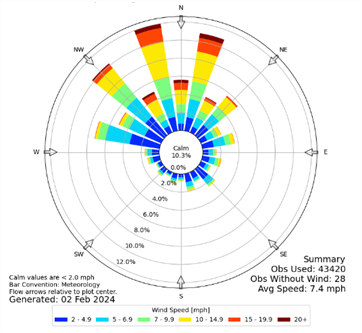 N
NW
NE
Calm
10.3%
W
E
0.0%
2.0%
4.0%
6.0%
8.0%
10.0%
12.0%
SW
SE
S
Summary
Obs Used: 43420
Obs Without Wind: 28
Avg Speed: 7.4 mph
Calm values are < 2.0 mph
Bar Convention: Meteorology
Flow arrows relative to plot center.
Generated: 02 Feb 2024
Wind Speed [mph]
2 - 4.9 5 - 6.9 7 - 9.9 10 - 14.9 15 - 19.9 20+